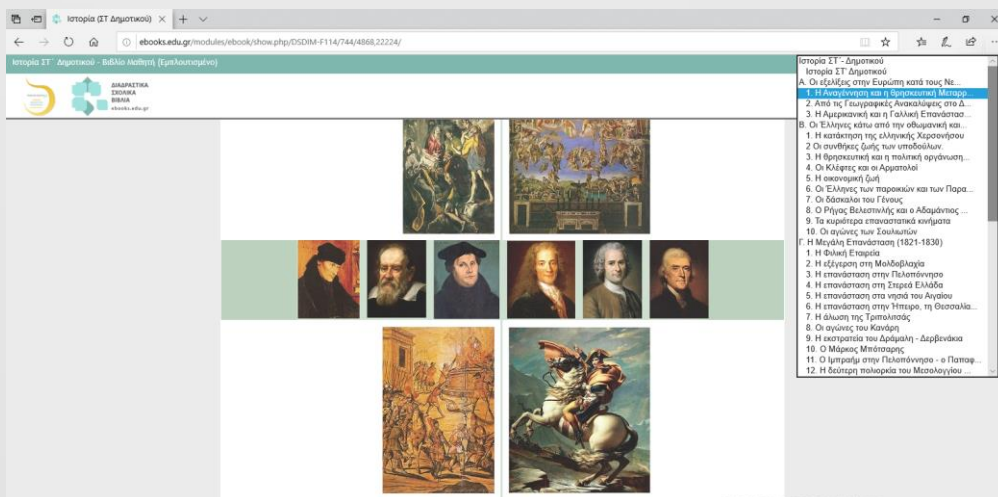 Ιστορία (ΣΤ Δημοτικού)
ebooks.edu.gr/modules/ebook/show.php/DSDIM-F114/744/4868,22224/
Ιστορία ΣΤ΄ Δημοτικού - Βιβλίο Μαθητή (Εμπλουτισμένο)
ΔΙΑΔΡΑΣΤΙΚΑ
ΣΧΟΛΙΚΑ
ΒΙΒΛΙΑ
ebooks.edu.gr
Ιστορία ΣΤ΄- Δημοτικού
Ιστορία ΣΤ' Δημοτικού
Α. Οι εξελίξεις στην Ευρώπη κατά τους Νε...
1. Η Αναγέννηση και η θρησκευτική Μεταρρ...
2. Από τις Γεωγραφικές Ανακαλύψεις στο Δ...
3. Η Αμερικανική και η Γαλλική Επανάστασ...
Β. Οι Έλληνες κάτω από την οθωμανική και...
1. Η κατάκτηση της ελληνικής Χερσονήσου
2 Οι συνθήκες ζωής των υποδούλων.
3. Η θρησκευτική και η πολιτική οργάνωση...
4. Οι Κλέφτες και οι Αρματολοί
5. Η οικονομική ζωή
6. Οι Έλληνες των παροικιών και των Παρα...
7. Οι δάσκαλοι του Γένους
8. Ο Ρήγας Βελεστινλής και ο Αδαμάντιος ...
9. Τα κυριότερα επαναστατικά κινήματα
10. Οι αγώνες των Σουλιωτών
Γ. Η Μεγάλη Επανάσταση (1821-1830)
1. Η Φιλική Εταιρεία
2. Η εξέγερση στη Μολδοβλαχία
3. Η επανάσταση στην Πελοπόννησο
4. Η επανάσταση στη Στερεά Ελλάδα
5. Η επανάσταση στα νησιά του Αιγαίου
6. Η επανάσταση στην Ήπειρο, τη Θεσσαλία...
7. Η άλωση της Τριπολιτσάς
8. Οι αγώνες του Κανάρη
9. Η εκστρατεία του Δράμαλη - Δερβενάκια
10. Ο Μάρκος Μπότσαρης
11. Ο Ιμπραήμ στην Πελοπόννησο - ο Παπαφ...
12. Η δεύτερη πολιορκία του Μεσολογγίου ...